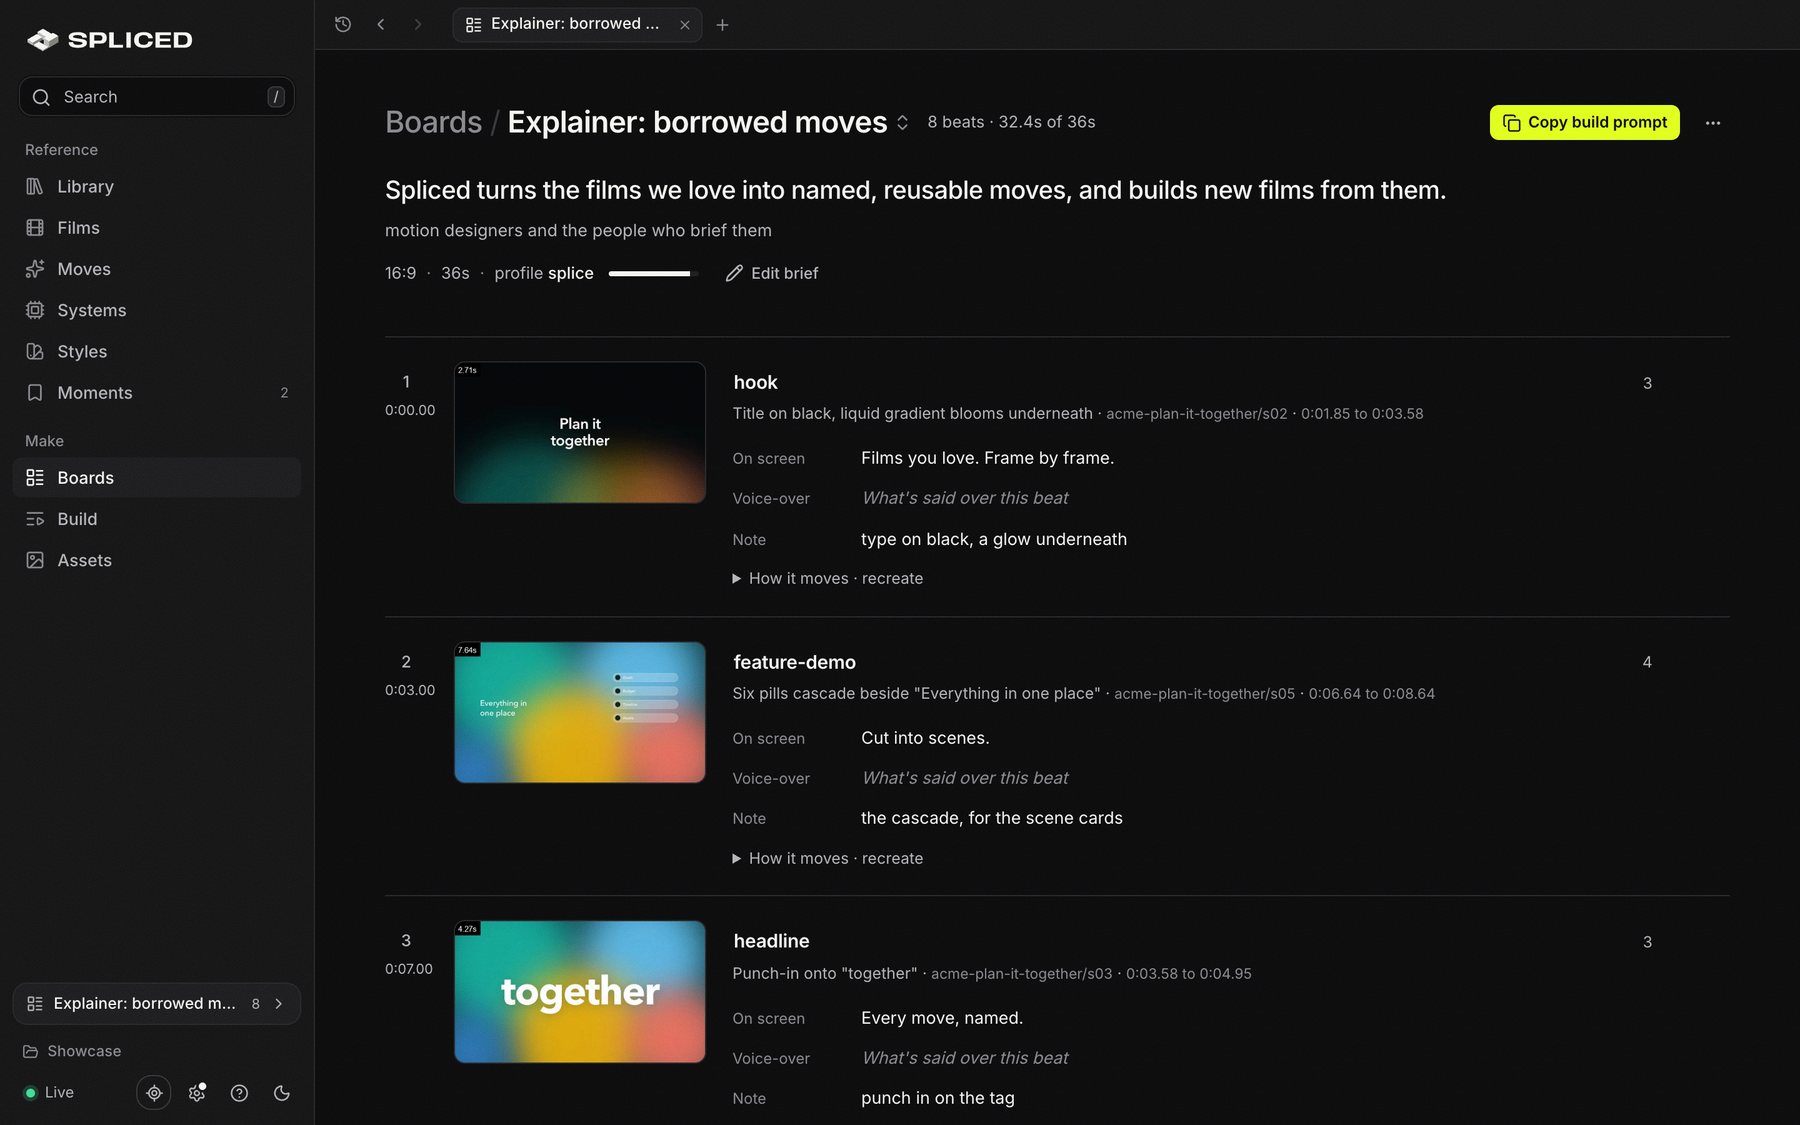 SPLICED
Search /
Reference
Library
Films
Moves
Systems
Styles
Moments 2
Make
Boards
Build
Assets
Explainer: borrowed m... 8
Showcase
Live
Explainer: borrowed ...
Boards / Explainer: borrowed moves 8 beats · 32.4s of 36s
Copy build prompt
Spliced turns the films we love into named, reusable moves, and builds new films from them.
motion designers and the people who brief them
16:9 · 36s · profile splice Edit brief
1
0:00.00
2.71s
Plan it
together
hook 3
Title on black, liquid gradient blooms underneath · acme-plan-it-together/s02 · 0:01.85 to 0:03.58
On screen Films you love. Frame by frame.
Voice-over What's said over this beat
Note type on black, a glow underneath
How it moves · recreate
2
0:03.00
7.64s
Everything in
one place
feature-demo 4
Six pills cascade beside "Everything in one place" · acme-plan-it-together/s05 · 0:06.64 to 0:08.64
On screen Cut into scenes.
Voice-over What's said over this beat
Note the cascade, for the scene cards
How it moves · recreate
3
0:07.00
4.27s
together
headline 3
Punch-in onto "together" · acme-plan-it-together/s03 · 0:03.58 to 0:04.95
On screen Every move, named.
Voice-over What's said over this beat
Note punch in on the tag